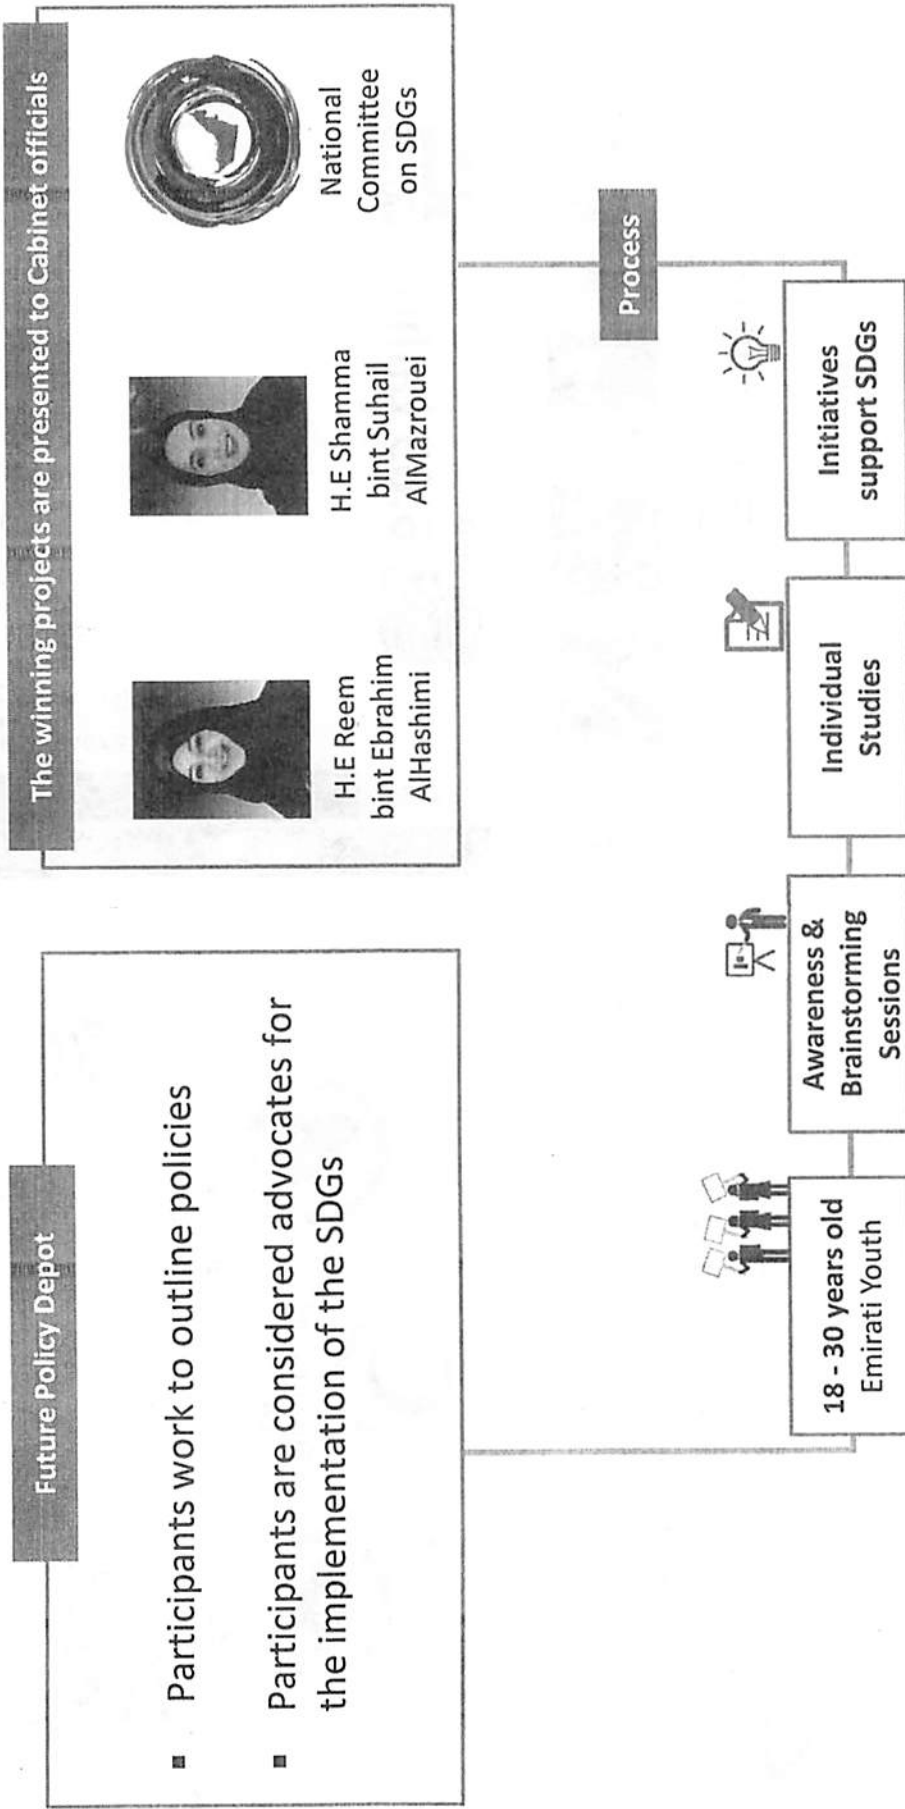 Future Policy Depot
▪ Participants work to outline policies
▪ Participants are considered advocates for
the implementation of the SDGs
The winning projects are presented to Cabinet officials
H.E Reem
bint Ebrahim
AlHashimi
H.E Shamma
bint Suhail
AlMazrouei
National
Committee
on SDGs
Process
18 - 30 years old
Emirati Youth
Awareness &
Brainstorming
Sessions
Individual
Studies
Initiatives
support SDGs